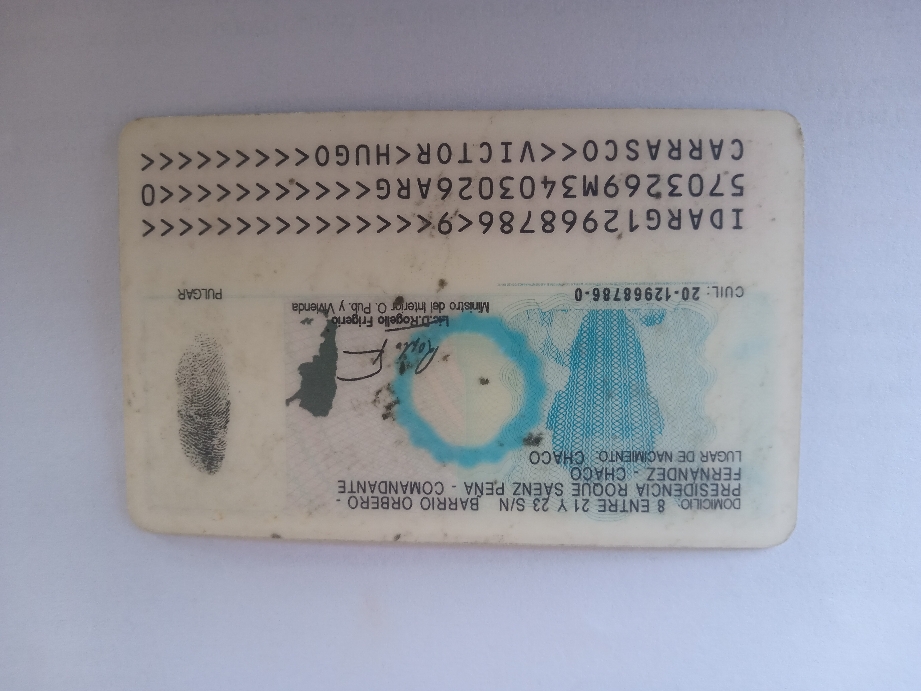 DOMICILIO: 8 ENTRE 21 Y 23 S/N BARRIO ORBERO -
PRESIDENCIA ROQUE SAENZ PEÑA - COMANDANTE
FERNANDEZ - CHACO
LUGAR DE NACIMIENTO: CHACO
Lic.D.Rogelio Frigerio
Ministro del Interior O. Pub. y Vivienda
CUIL: 20-12968786-0
PULGAR
IDARG12968786<9<<<<<<<<<<<<<<<
5703269M3403026ARG<<<<<<<<<<<0
CARRASCO<<VICTOR<HUGO<<<<<<<<<